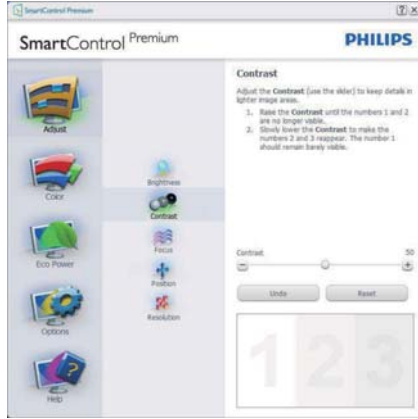 SmartControl Premium
SmartControl Premium
PHILIPS
Adjust
Color
Eco Power
Options
Help
Brightness
Contrast
Focus
Position
Resolution
Contrast
Adjust the Contrast (use the slider) to keep details in
lighter image areas.
1. Raise the Contrast until the numbers 1 and 2
are no longer visible.
2. Slowly lower the Contrast to make the
numbers 2 and 3 reappear. The number 1
should remain barely visible.
Contrast 50
Undo Reset
1 2 3